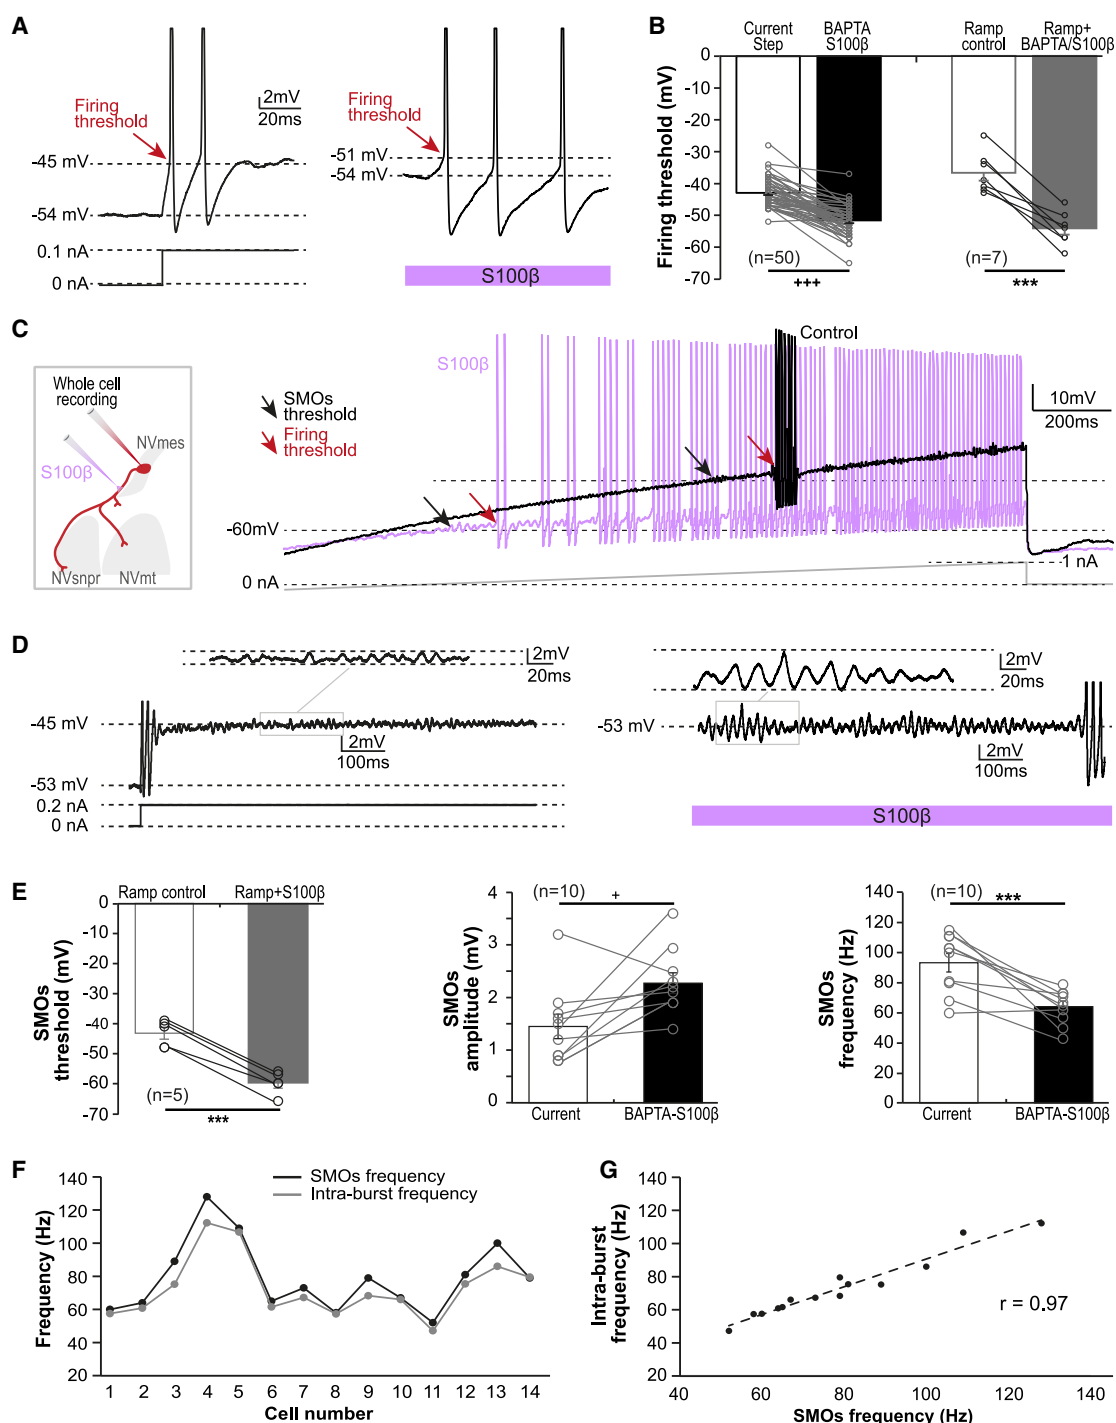 A
Firing
threshold
2mV
20ms
-45 mV
-54 mV
0.1 nA
0 nA
Firing
threshold
-51 mV
-54 mV
S100β
B
Current
Step
BAPTA
S100β
Ramp
control
Ramp+
BAPTA/S100β
Firing threshold (mV)
0
-10
-20
-30
-40
-50
-60
-70
(n=50)
+++
(n=7)
***
C
Whole cell
recording
NVmes
S100β
NVsnpr
NVmt
SMOs
threshold
Firing
threshold
S100β
Control
10mV
200ms
-60mV
0 nA
1 nA
D
2mV
20ms
-45 mV
2mV
100ms
-53 mV
0.2 nA
0 nA
2mV
20ms
-53 mV
2mV
100ms
S100β
E
Ramp control
Ramp+S100β
SMOs
threshold (mV)
0
-10
-20
-30
-40
-50
-60
-70
(n=5)
***
SMOs
amplitude (mV)
4
3
2
1
0
(n=10)
+
Current
BAPTA-S100β
SMOs
frequency (Hz)
140
120
100
80
60
40
20
0
(n=10)
***
Current
BAPTA-S100β
F
Frequency (Hz)
140
120
100
80
60
40
20
SMOs frequency
Intra-burst frequency
1 2 3 4 5 6 7 8 9 10 11 12 13 14
Cell number
G
Intra-burst
frequency (Hz)
140
120
100
80
60
40
20
r = 0.97
40 60 80 100 120 140
SMOs frequency (Hz)